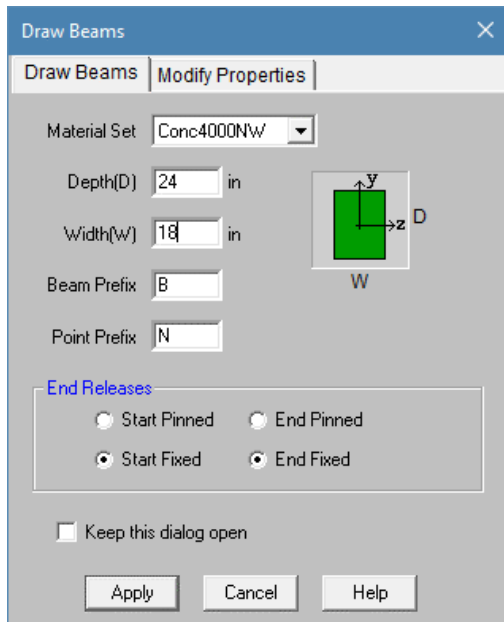 Draw Beams
Draw Beams Modify Properties
Material Set Conc4000NW
Depth(D) 24 in
Width(W) 18 in
y
z D
W
Beam Prefix B
Point Prefix N
End Releases
Start Pinned End Pinned
Start Fixed End Fixed
Keep this dialog open
Apply Cancel Help